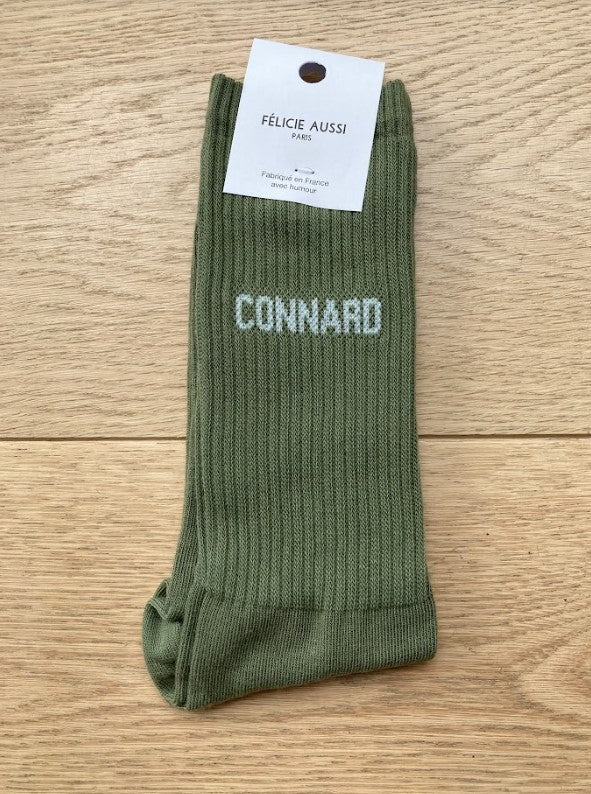 FÉLICIE AUSSI
PARIS
Fabriqué en France
avec humour
CONNARD